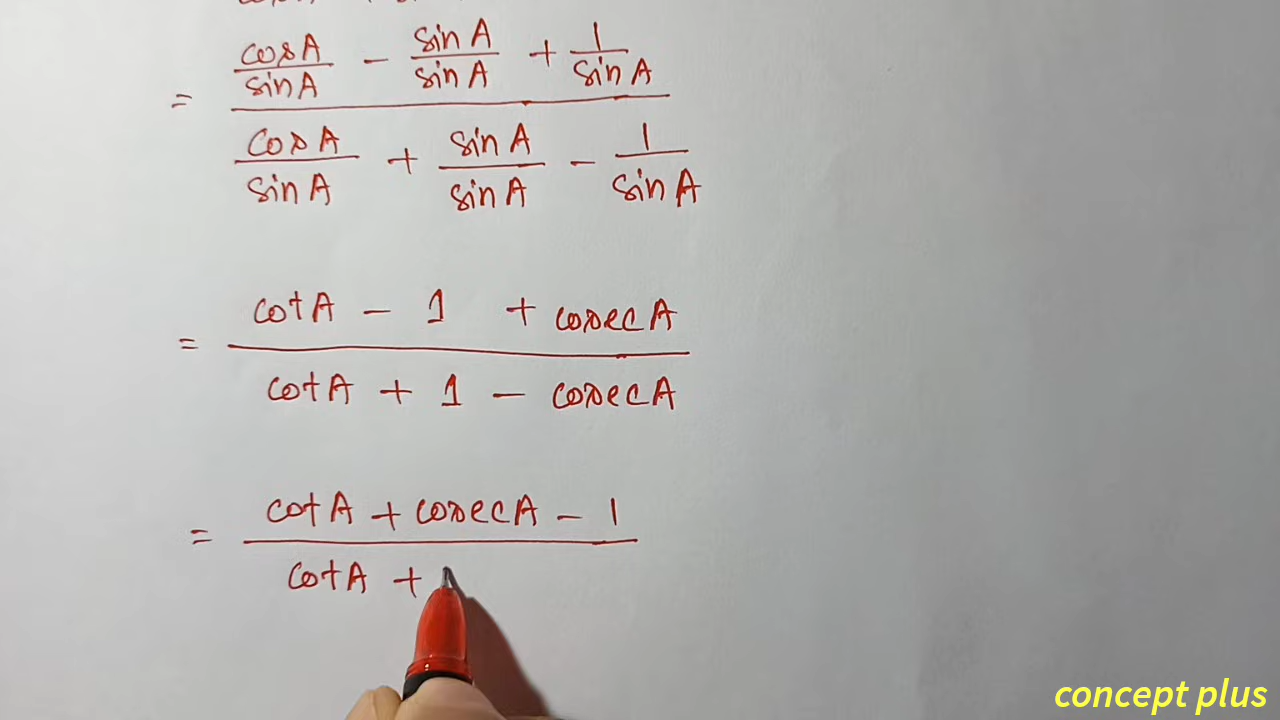 cosA/sinA - sinA/sinA + 1/sinA
=
cosA/sinA + sinA/sinA - 1/sinA
cotA - 1 + cosecA
=
cotA + 1 - cosecA
cotA + cosecA - 1
=
cotA +
concept plus